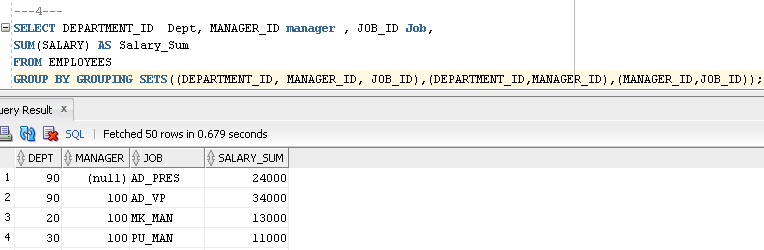 ---4---
SELECT DEPARTMENT_ID  Dept, MANAGER_ID manager , JOB_ID Job,
SUM(SALARY) AS Salary_Sum
FROM EMPLOYEES
GROUP BY GROUPING SETS((DEPARTMENT_ID, MANAGER_ID, JOB_ID),(DEPARTMENT_ID,MANAGER_ID),(MANAGER_ID,JOB_ID));
uery Result x
SQL | Fetched 50 rows in 0.679 seconds
DEPT MANAGER JOB SALARY_SUM
1 90 (null) AD_PRES 24000
2 90 100 AD_VP 34000
3 20 100 MK_MAN 13000
4 30 100 PU_MAN 11000